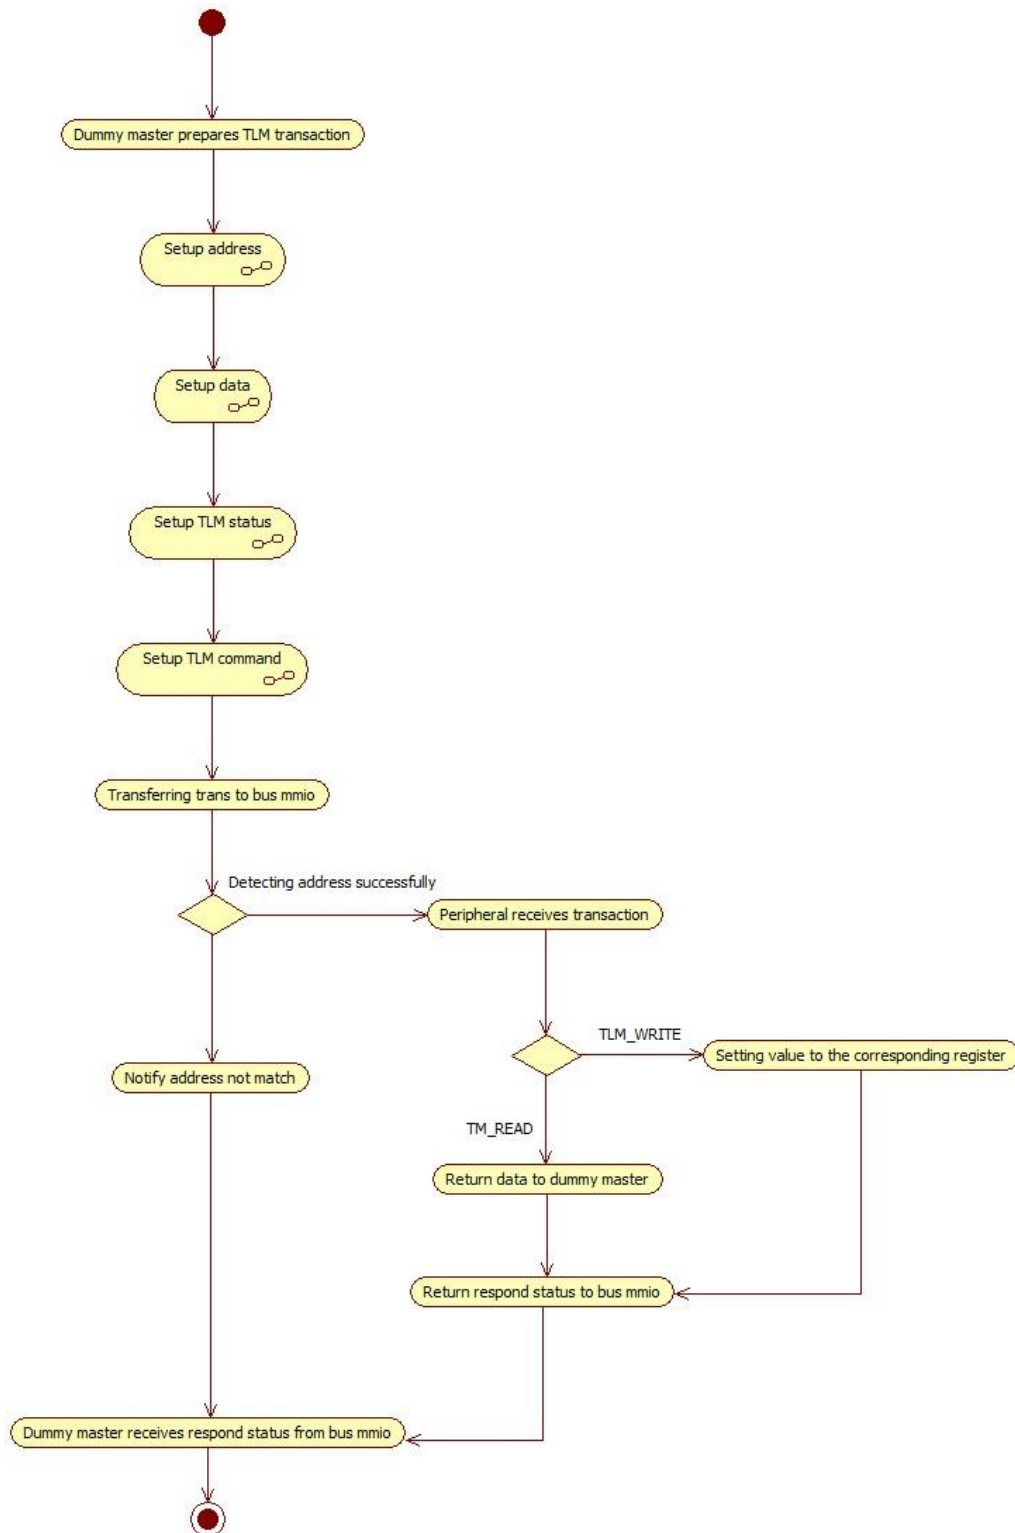 Dummy master prepares TLM transaction
Setup address
Setup data
Setup TLM status
Setup TLM command
Transferring trans to bus mmio
Detecting address successfully
Peripheral receives transaction
TLM_WRITE
Setting value to the corresponding register
Notify address not match
TM_READ
Return data to dummy master
Return respond status to bus mmio
Dummy master receives respond status from bus mmio